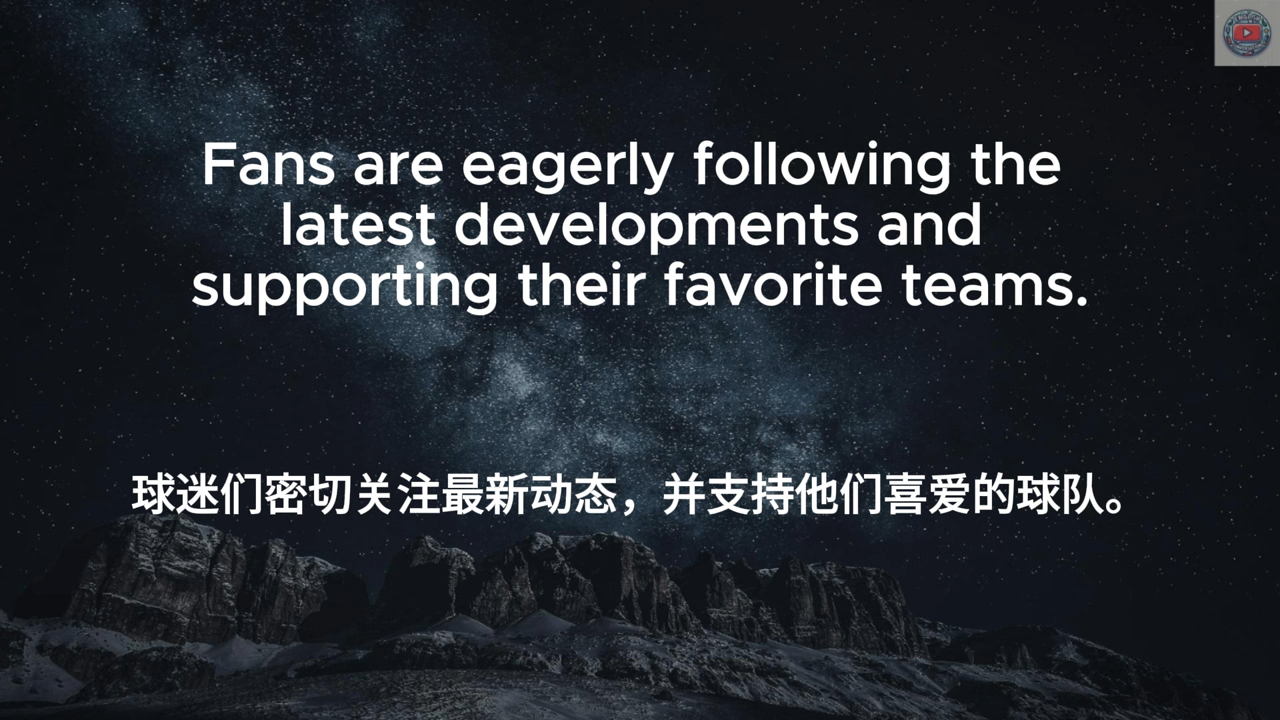 Fans are eagerly following the
latest developments and
supporting their favorite teams.
球迷们密切关注最新动态，并支持他们喜爱的球队。